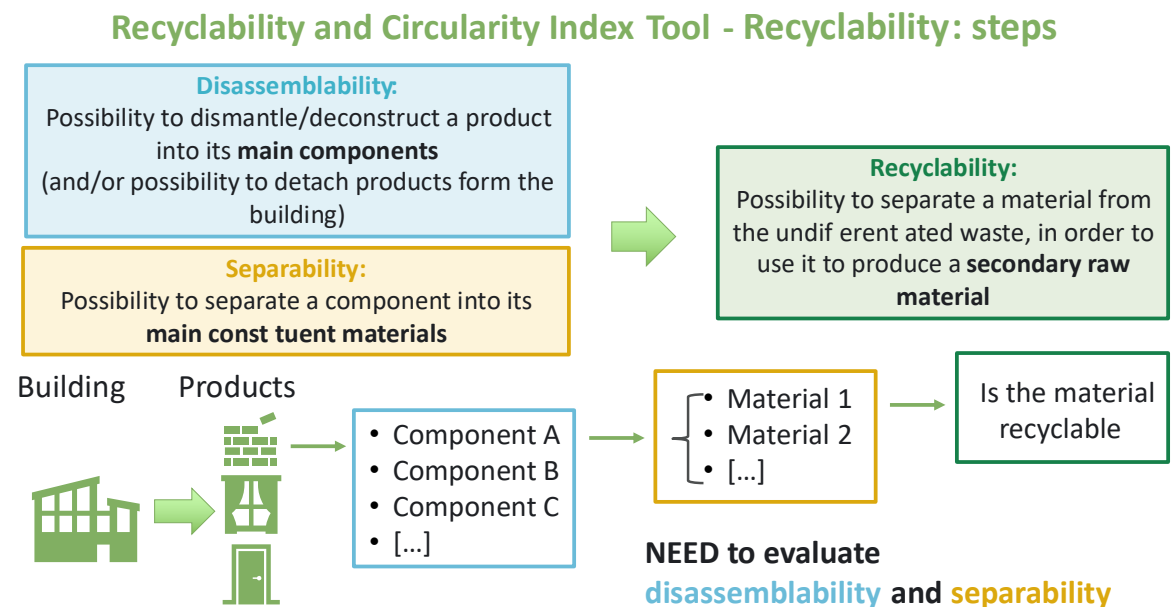 Recyclability and Circularity Index Tool - Recyclability: steps
Disassemblability:
Possibility to dismantle/deconstruct a product
into its main components
(and/or possibility to detach products form the
building)
Separability:
Possibility to separate a component into its
main const tuent materials
Recyclability:
Possibility to separate a material from
the undif erent ated waste, in order to
use it to produce a secondary raw
material
Building
Products
• Component A
• Component B
• Component C
• [...]
• Material 1
• Material 2
• [...]
Is the material
recyclable
NEED to evaluate
disassemblability and separability